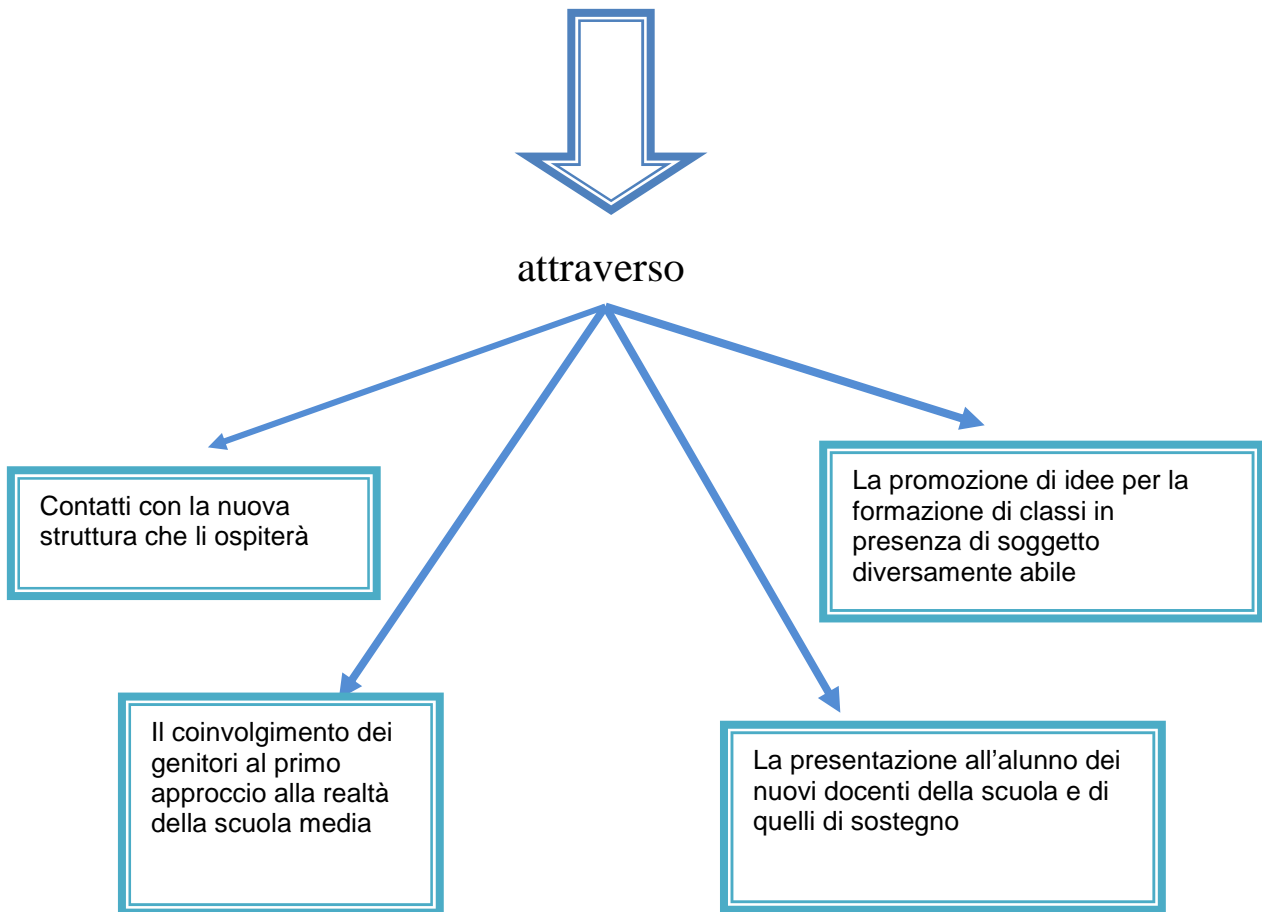 attraverso
Contatti con la nuova
struttura che li ospiterà
La promozione di idee per la
formazione di classi in
presenza di soggetto
diversamente abile
Il coinvolgimento dei
genitori al primo
approccio alla realtà
della scuola media
La presentazione all’alunno dei
nuovi docenti della scuola e di
quelli di sostegno